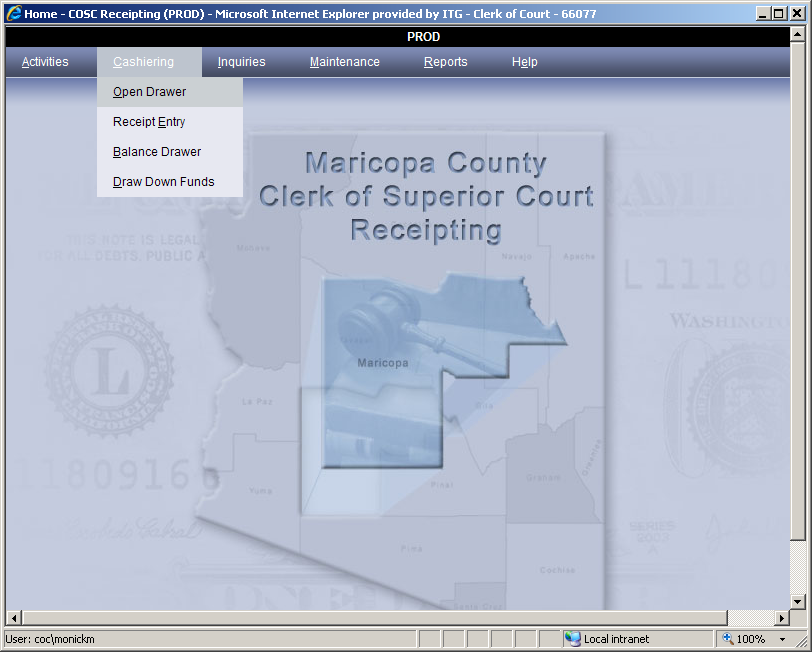 Home - COSC Receipting (PROD) - Microsoft Internet Explorer provided by ITG - Clerk of Court - 66077
PROD
Activities Cashiering Inquiries Maintenance Reports Help
Open Drawer
Receipt Entry
Balance Drawer
Draw Down Funds
Maricopa County
Clerk of Superior Court
Receipting
THIS NOTE IS LEGAL
FOR ALL DEBTS, PUBLIC A
Mohave
Navajo
Apache
L 11180
WASHINGTO
Maricopa
L
La Paz
Gila
11809166
Yuma
Pinal
Graham
Greenlee
SERIES
2003
A
Pima
Cochise
Santa Cruz
User: coc\monickm
Local intranet
100%